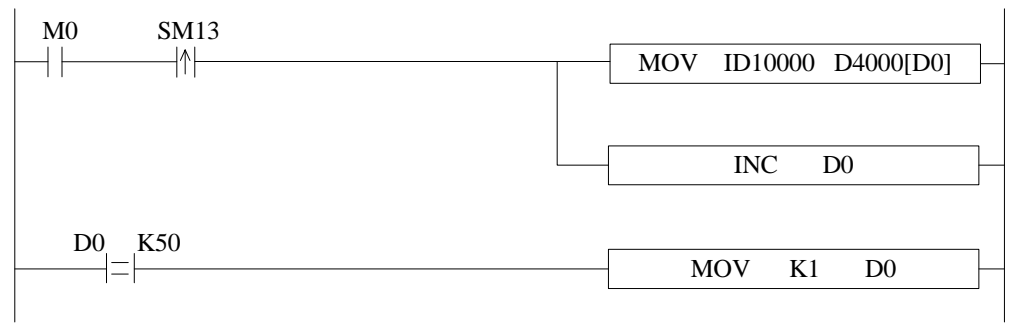 M0 SM13
MOV ID10000 D4000[D0]
INC D0
D0 K50
MOV K1 D0